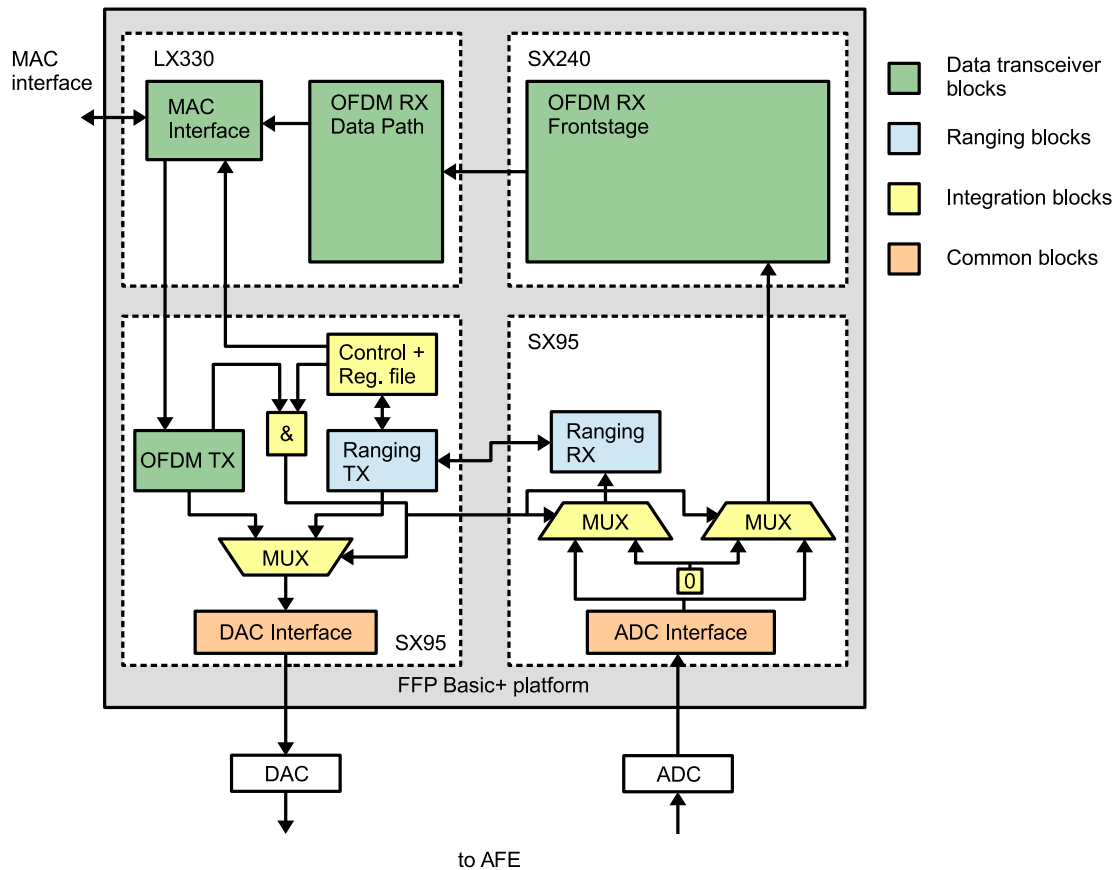 MAC
interface
LX330
MAC
Interface
OFDM RX
Data Path
SX240
OFDM RX
Frontstage
Data transceiver
blocks
Ranging blocks
Integration blocks
Common blocks
Control +
Reg. file
&
OFDM TX
Ranging
TX
MUX
DAC Interface
SX95
SX95
Ranging
RX
MUX
MUX
0
ADC Interface
FFP Basic+ platform
DAC
ADC
to AFE